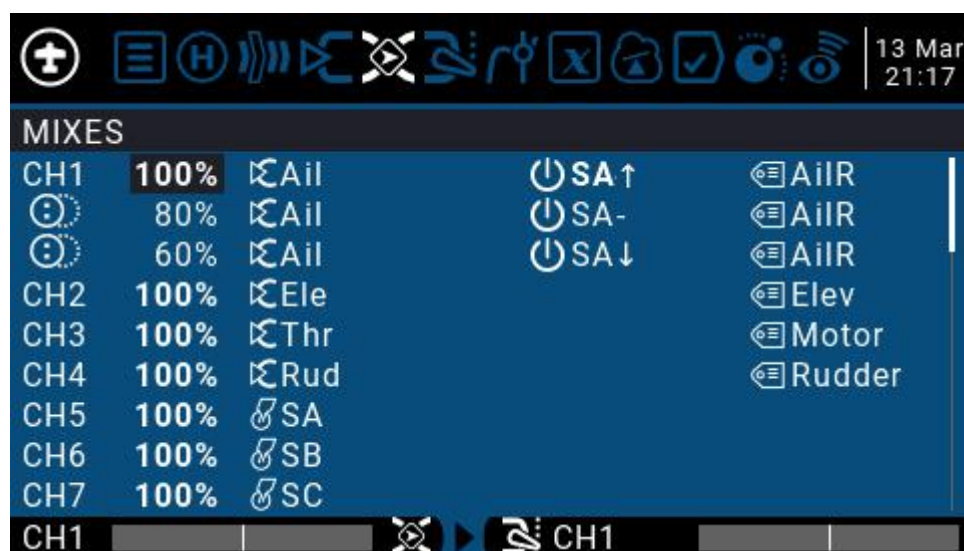 13 Mar
21:17
MIXES
CH1 100% Ail SA↑ AilR
80% Ail SA- AilR
60% Ail SA↓ AilR
CH2 100% Ele Elev
CH3 100% Thr Motor
CH4 100% Rud Rudder
CH5 100% SA
CH6 100% SB
CH7 100% SC
CH1 CH1